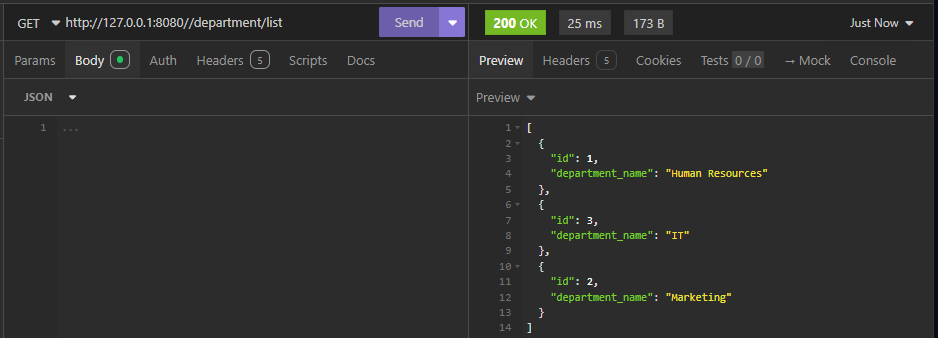 GET http://127.0.0.1:8080//department/list Send 200 OK 25 ms 173 B Just Now
Params Body Auth Headers 5 Scripts Docs Preview Headers 5 Cookies Tests 0 / 0 → Mock Console
JSON Preview
1 ...
1 [
2 {
3 "id": 1,
4 "department_name": "Human Resources"
5 },
6 {
7 "id": 3,
8 "department_name": "IT"
9 },
10 {
11 "id": 2,
12 "department_name": "Marketing"
13 }
14 ]